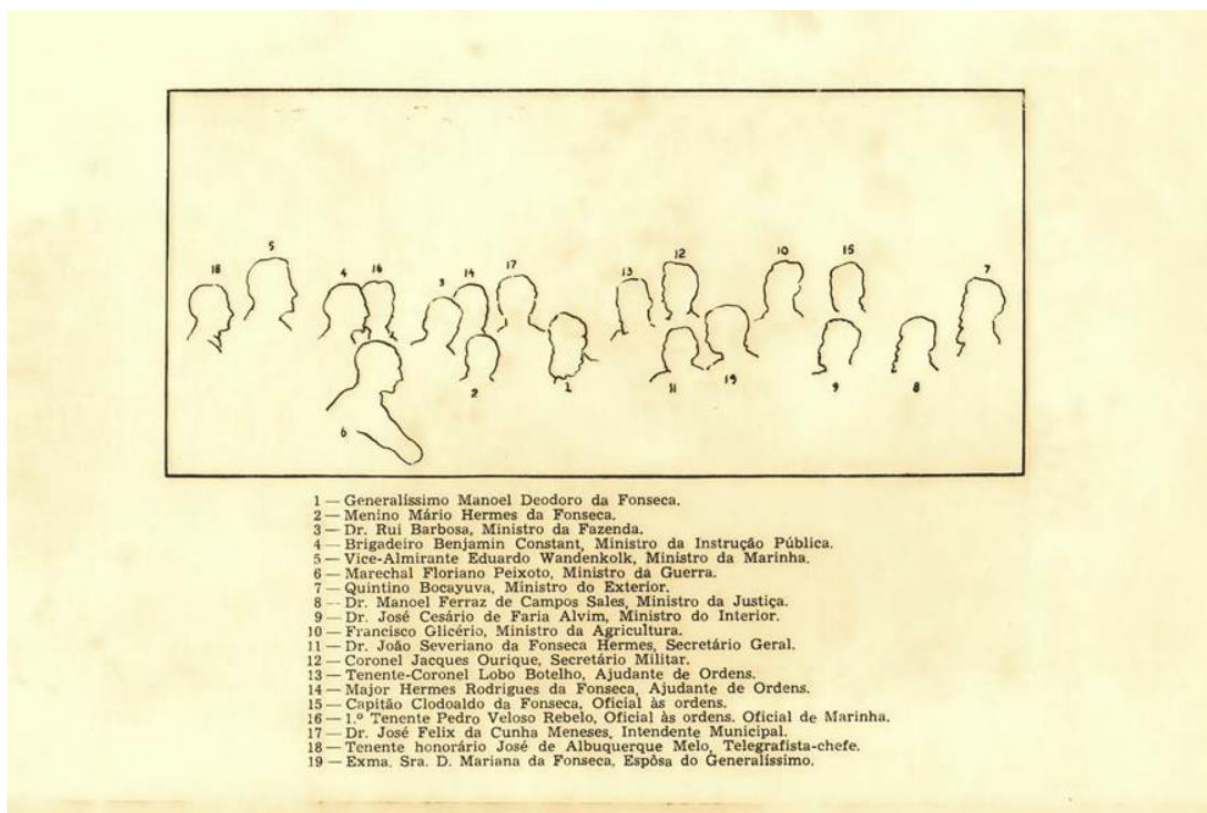 5
12
10
15
18
4
16
17
13
7
14
3
2
1
11
19
9
8
6
1 — Generalíssimo Manoel Deodoro da Fonseca.
2 — Menino Mário Hermes da Fonseca.
3 — Dr. Rui Barbosa, Ministro da Fazenda.
4 — Brigadeiro Benjamin Constant, Ministro da Instrução Pública.
5 — Vice-Almirante Eduardo Wandenkolk, Ministro da Marinha.
6 — Marechal Floriano Peixoto, Ministro da Guerra.
7 — Quintino Bocayuva, Ministro do Exterior.
8 — Dr. Manoel Ferraz de Campos Sales, Ministro da Justiça.
9 — Dr. José Cesário de Faria Alvim, Ministro do Interior.
10 — Francisco Glicério, Ministro da Agricultura.
11 — Dr. João Severiano da Fonseca Hermes, Secretário Geral.
12 — Coronel Jacques Ourique, Secretário Militar.
13 — Tenente-Coronel Lobo Botelho, Ajudante de Ordens.
14 — Major Hermes Rodrigues da Fonseca, Ajudante de Ordens.
15 — Capitão Clodoaldo da Fonseca, Oficial às ordens.
16 — 1.º Tenente Pedro Veloso Rebelo, Oficial às ordens. Oficial de Marinha.
17 — Dr. José Felix da Cunha Meneses, Intendente Municipal.
18 — Tenente honorário José de Albuquerque Melo, Telegrafista-chefe.
19 — Exma. Sra. D. Mariana da Fonseca, Espôsa do Generalíssimo.